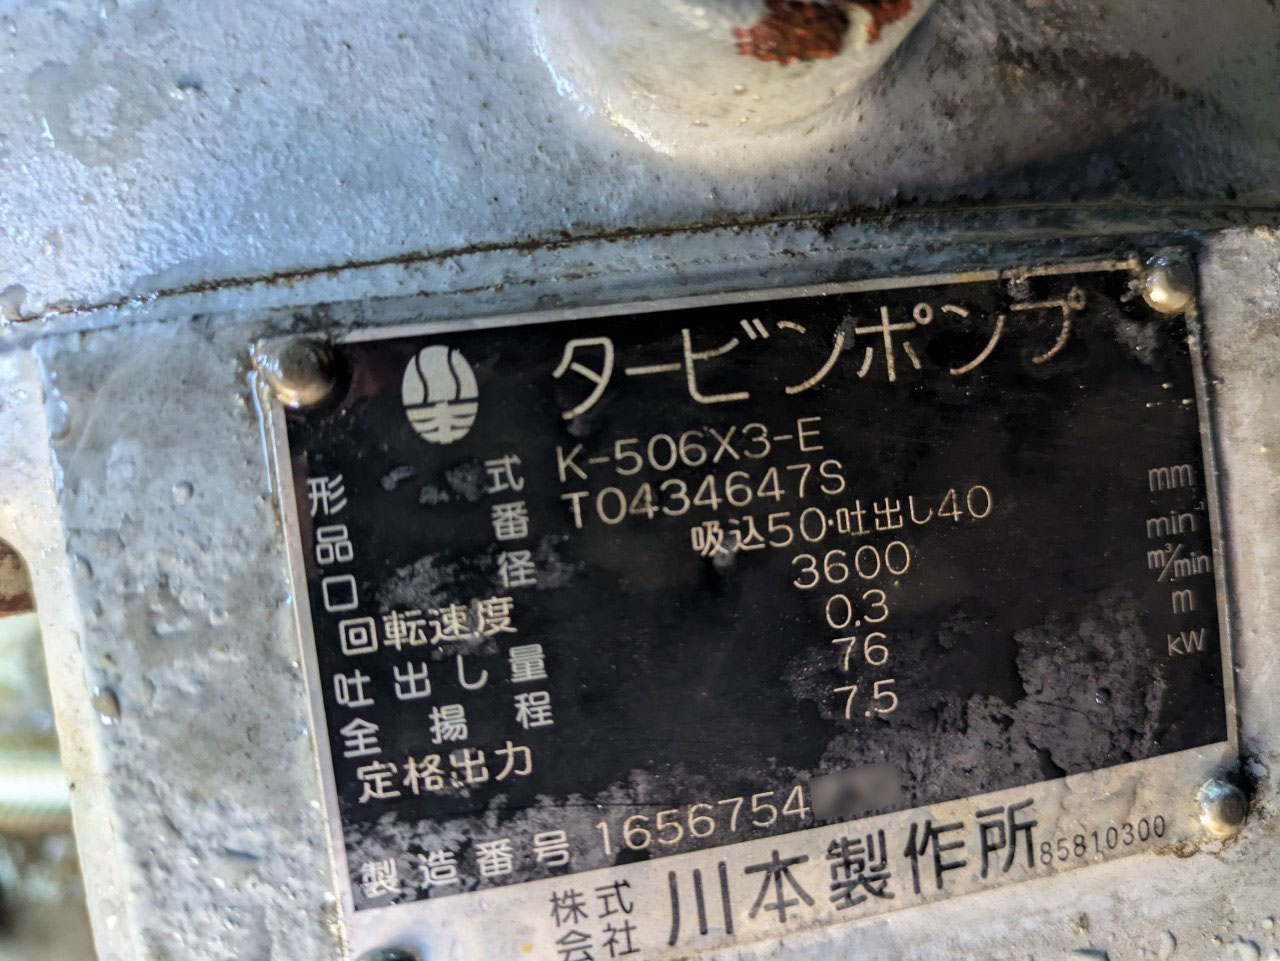 タービンポンプ
形式 K-506X3-E
品番 T0434647S
口径 吸込50・吐出し40 mm
回転速度 3600 min⁻¹
吐出し量 0.3 m³/min
全揚程 76 m
定格出力 7.5 kW
製造番号 1656754
株式会社 川本製作所 85810300